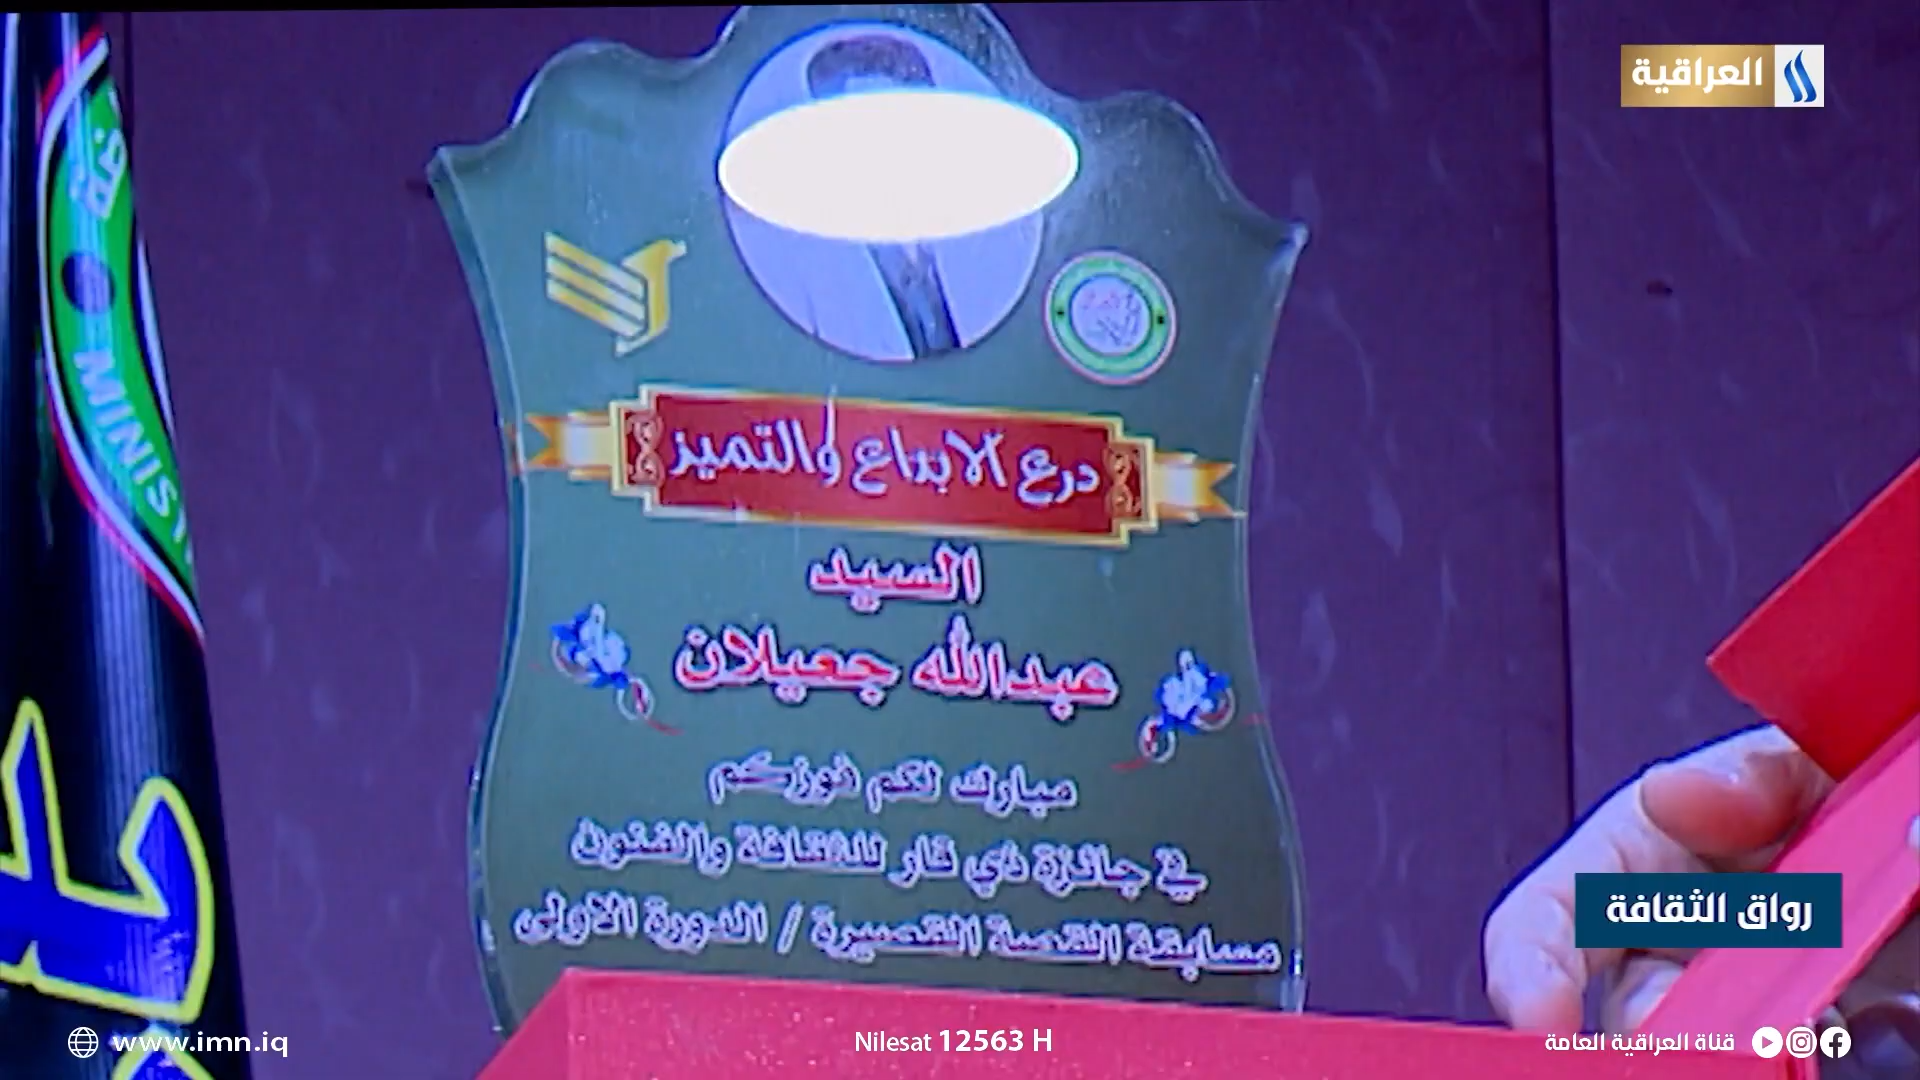 العراقية
MINIST
درع الابداع والتميز
السيد
عبدالله جعيلان
مبارك لكم فوزكم
في جائزة ذي قار للثقافة والفنون
مسابقة القصة القصيرة / الدورة الاولى
رواق الثقافة
www.imn.iq
Nilesat 12563 H
قناة العراقية العامة